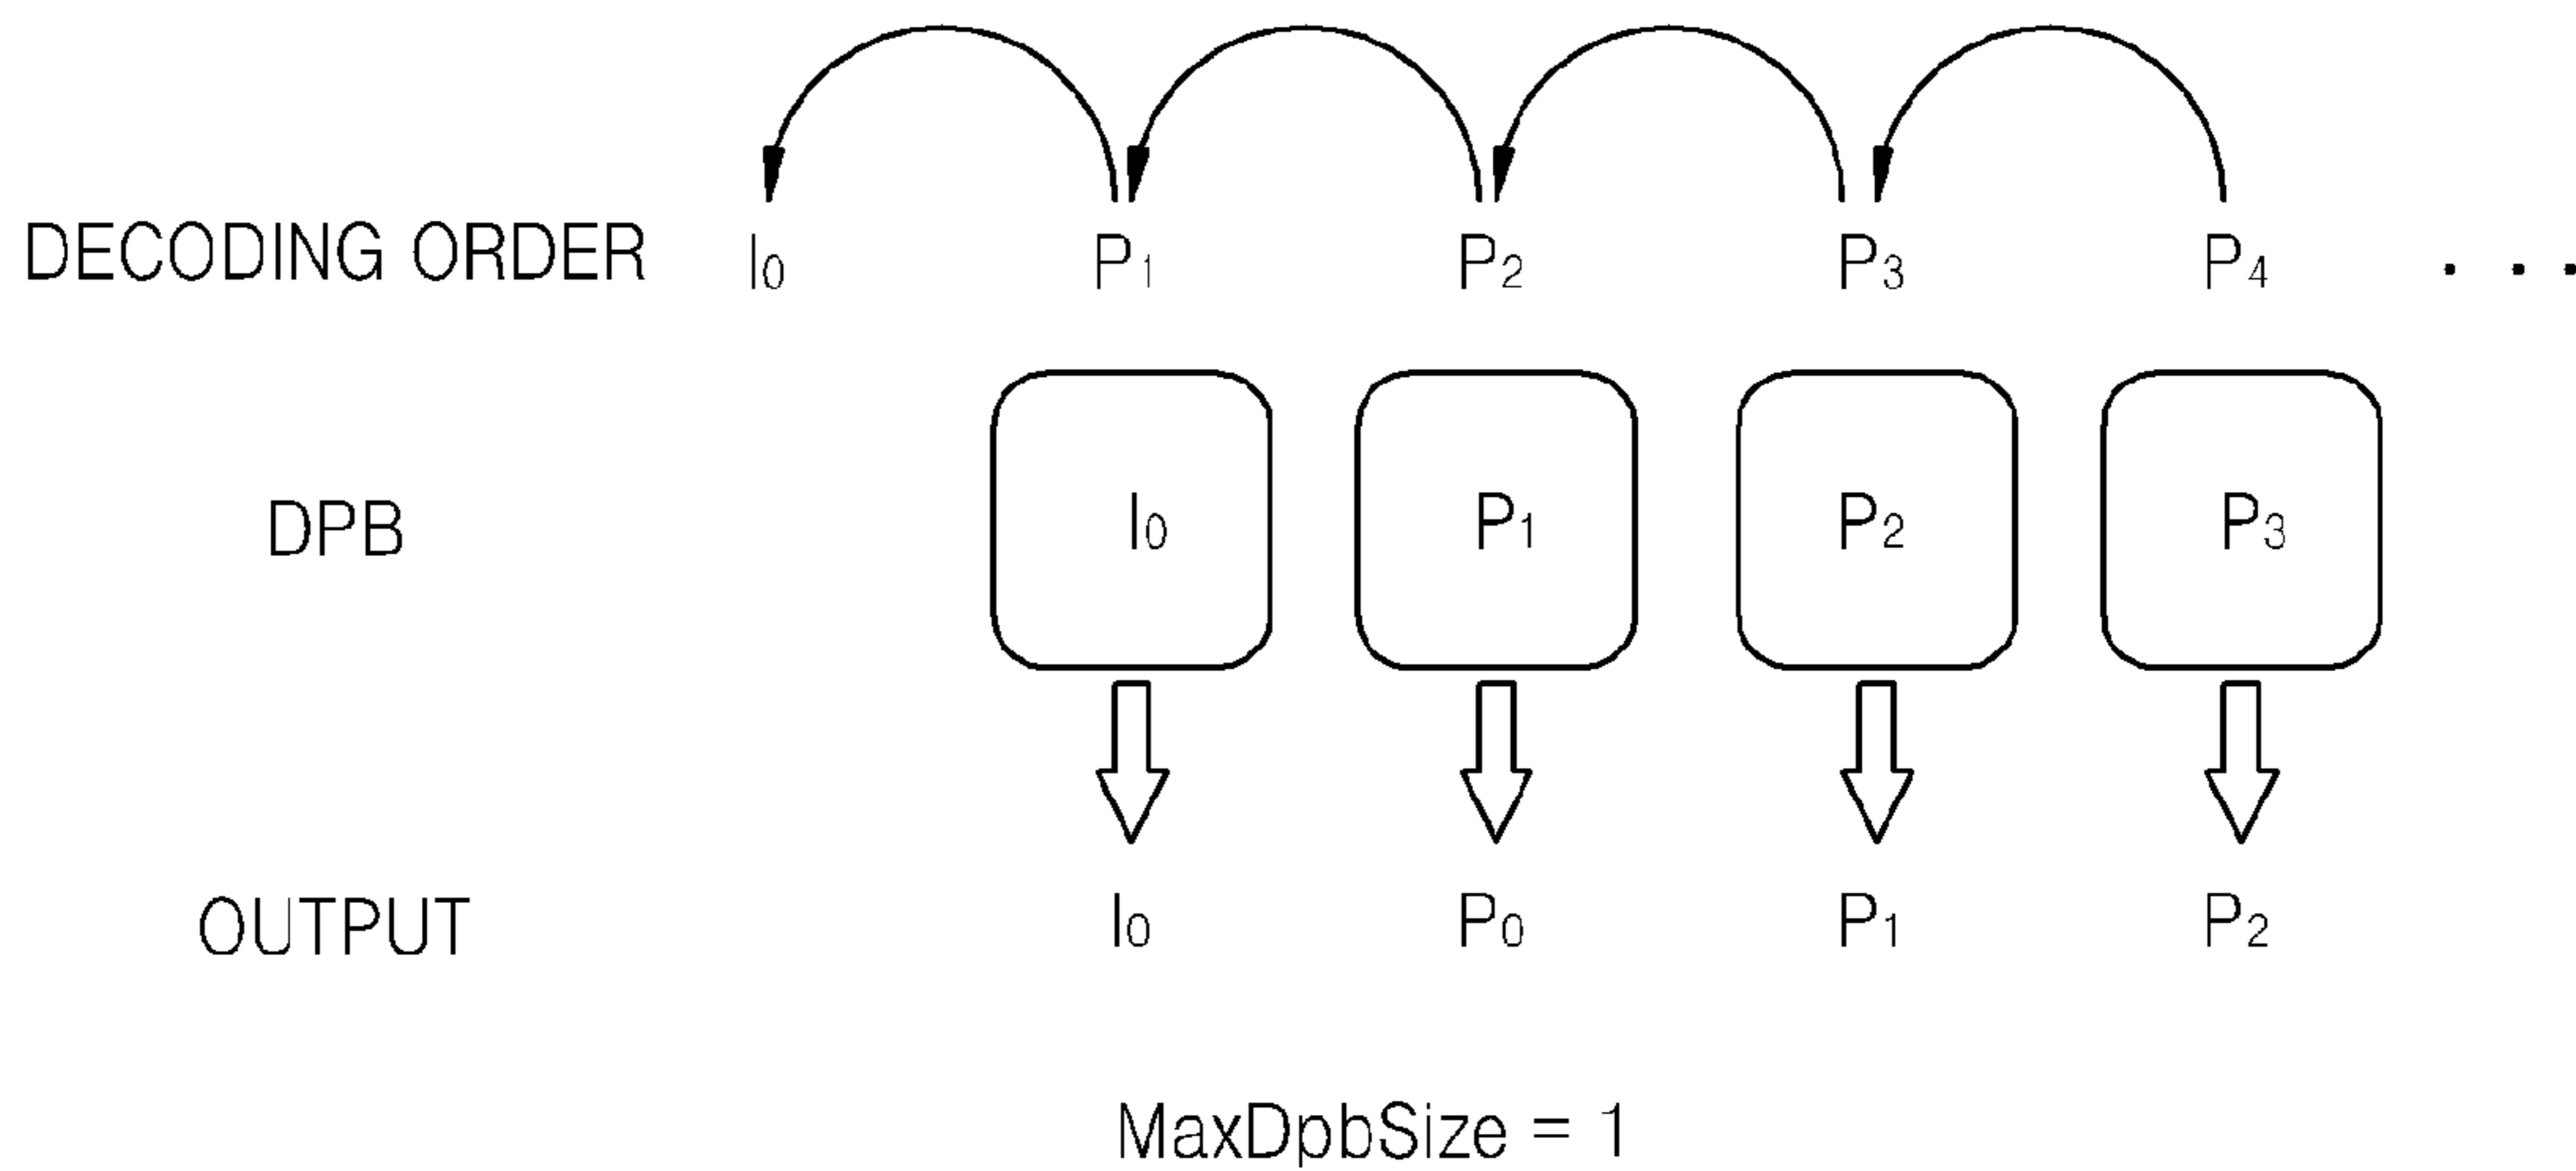 DECODING ORDER I₀ P₁ P₂ P₃ P₄ . . .
DPB I₀ P₁ P₂ P₃
OUTPUT I₀ P₀ P₁ P₂
MaxDpbSize = 1